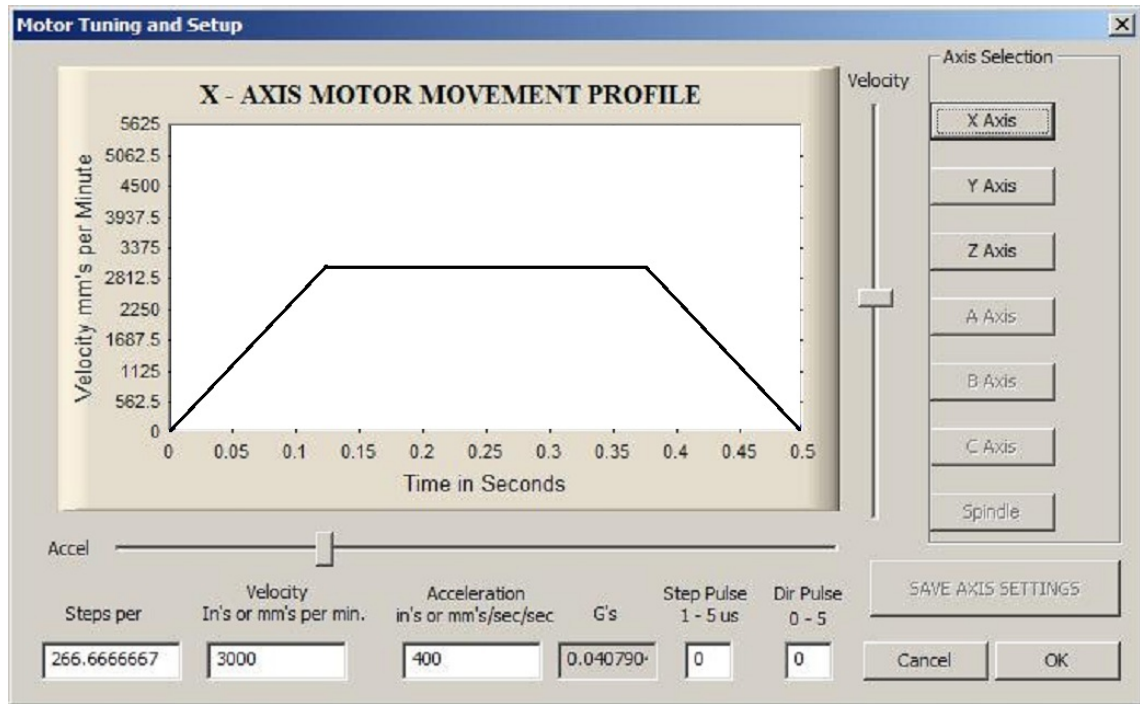 Motor Tuning and Setup
X - AXIS MOTOR MOVEMENT PROFILE
Velocity mm's per Minute
5625
5062.5
4500
3937.5
3375
2812.5
2250
1687.5
1125
562.5
0
0 0.05 0.1 0.15 0.2 0.25 0.3 0.35 0.4 0.45 0.5
Time in Seconds
Velocity
Axis Selection
X Axis
Y Axis
Z Axis
A Axis
B Axis
C Axis
Spindle
Accel
Steps per
266.6666667
Velocity
In's or mm's per min.
3000
Acceleration
in's or mm's/sec/sec
400
G's
0.040790
Step Pulse
1 - 5 us
0
Dir Pulse
0 - 5
0
SAVE AXIS SETTINGS
Cancel
OK